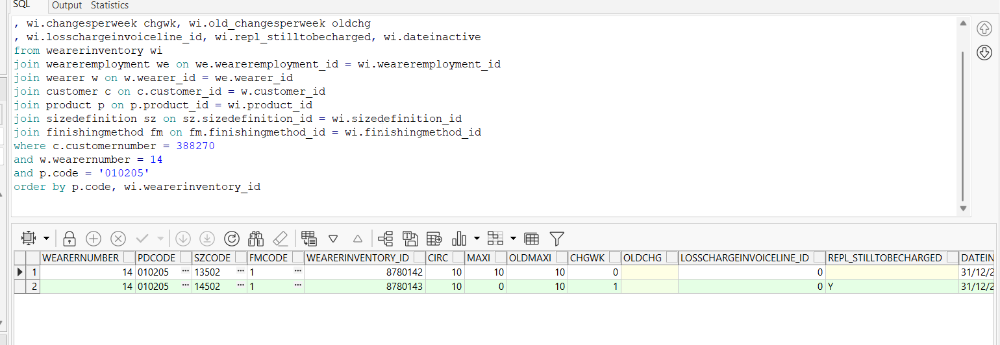 SQL Output Statistics
, wi.changesperweek chgwk, wi.old_changesperweek oldchg
, wi.losschargeinvoiceline_id, wi.repl_stilltobecharged, wi.dateinactive
from wearerinventory wi
join weareremployment we on we.weareremployment_id = wi.weareremployment_id
join wearer w on w.wearer_id = we.wearer_id
join customer c on c.customer_id = w.customer_id
join product p on p.product_id = wi.product_id
join sizedefinition sz on sz.sizedefinition_id = wi.sizedefinition_id
join finishingmethod fm on fm.finishingmethod_id = wi.finishingmethod_id
where c.customernumber = 388270
and w.wearernumber = 14
and p.code = '010205'
order by p.code, wi.wearerinventory_id
WEARERNUMBER PDCODE SZCODE FMCODE WEARERINVENTORY_ID CIRC MAXI OLDMAXI CHGWK OLDCHG LOSSCHARGEINVOICELINE_ID REPL_STILLTOBECHARGED DATEIN
1 14 010205 ... 13502 ... 1 ... 8780142 10 10 10 0 0 31/12/2
2 14 010205 ... 14502 ... 1 ... 8780143 10 0 10 1 0 Y 31/12/2